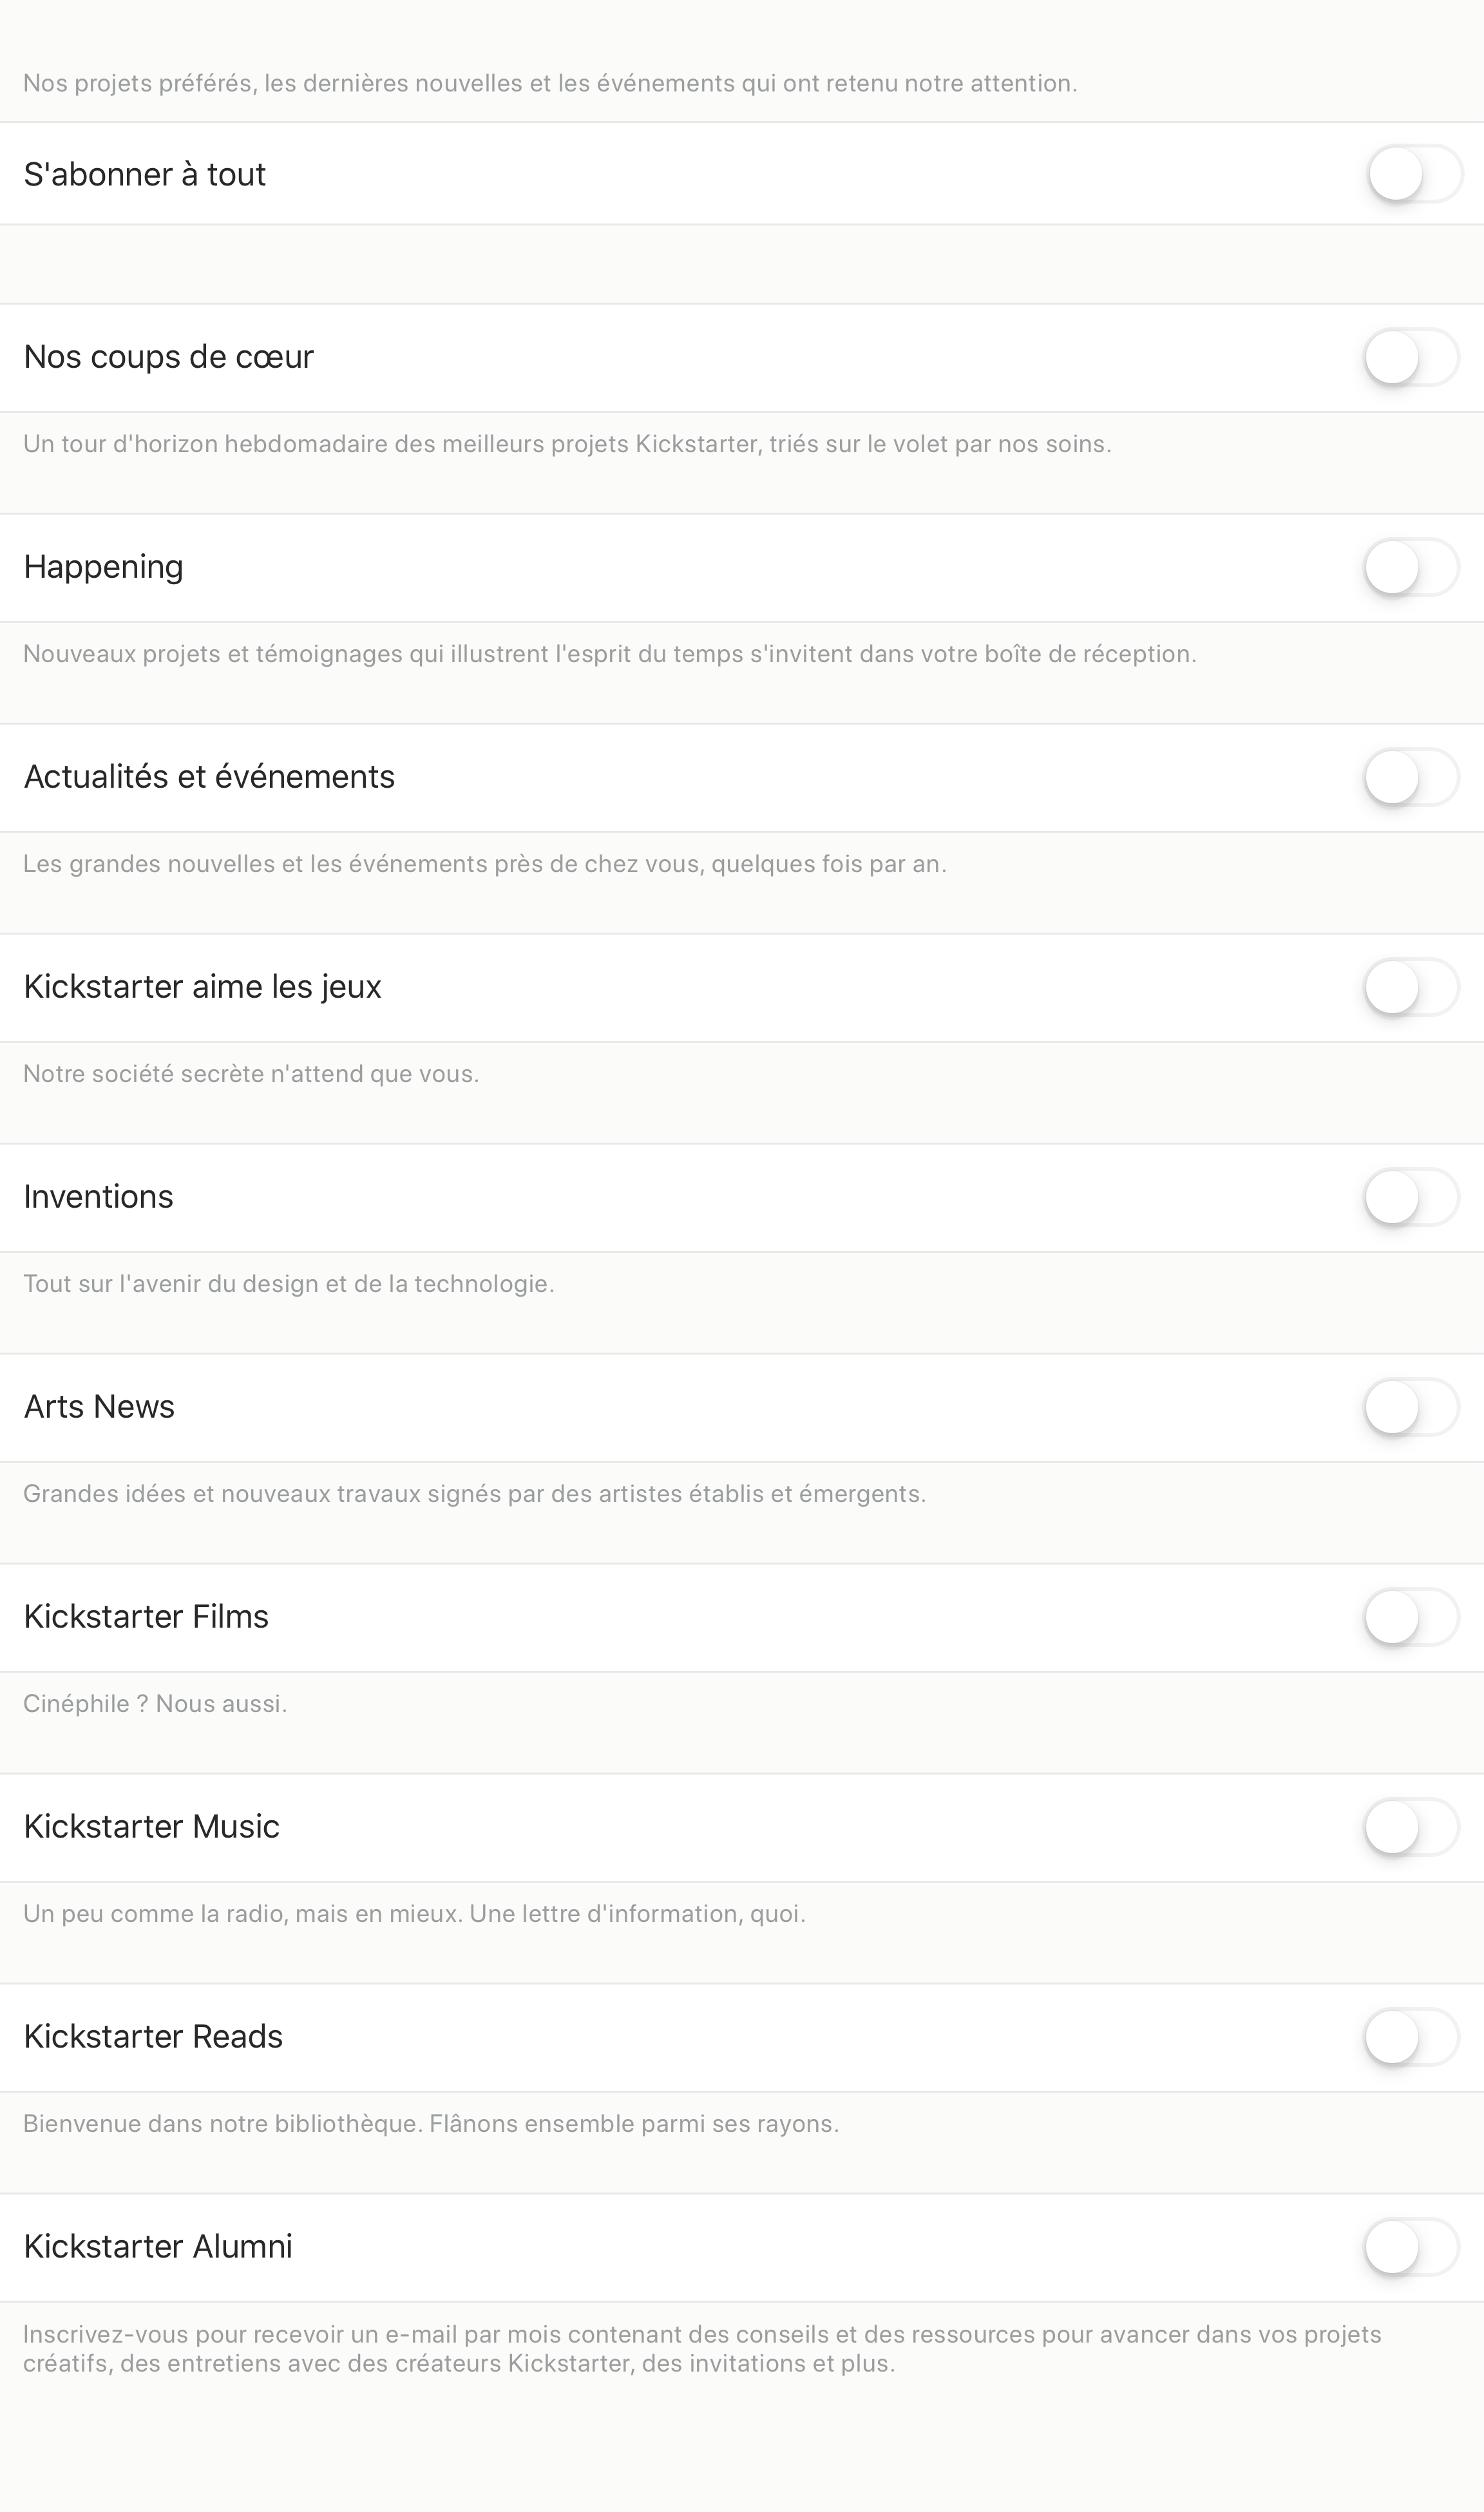 Nos projets préférés, les dernières nouvelles et les événements qui ont retenu notre attention.
S'abonner à tout
Nos coups de cœur
Un tour d'horizon hebdomadaire des meilleurs projets Kickstarter, triés sur le volet par nos soins.
Happening
Nouveaux projets et témoignages qui illustrent l'esprit du temps s'invitent dans votre boîte de réception.
Actualités et événements
Les grandes nouvelles et les événements près de chez vous, quelques fois par an.
Kickstarter aime les jeux
Notre société secrète n'attend que vous.
Inventions
Tout sur l'avenir du design et de la technologie.
Arts News
Grandes idées et nouveaux travaux signés par des artistes établis et émergents.
Kickstarter Films
Cinéphile ? Nous aussi.
Kickstarter Music
Un peu comme la radio, mais en mieux. Une lettre d'information, quoi.
Kickstarter Reads
Bienvenue dans notre bibliothèque. Flânons ensemble parmi ses rayons.
Kickstarter Alumni
Inscrivez-vous pour recevoir un e-mail par mois contenant des conseils et des ressources pour avancer dans vos projets
créatifs, des entretiens avec des créateurs Kickstarter, des invitations et plus.